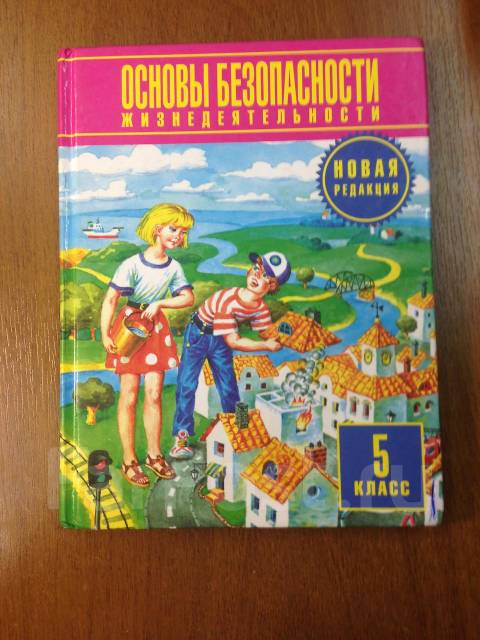 ОСНОВЫ БЕЗОПАСНОСТИ
ЖИЗНЕДЕЯТЕЛЬНОСТИ
НОВАЯ
РЕДАКЦИЯ
5
КЛАСС